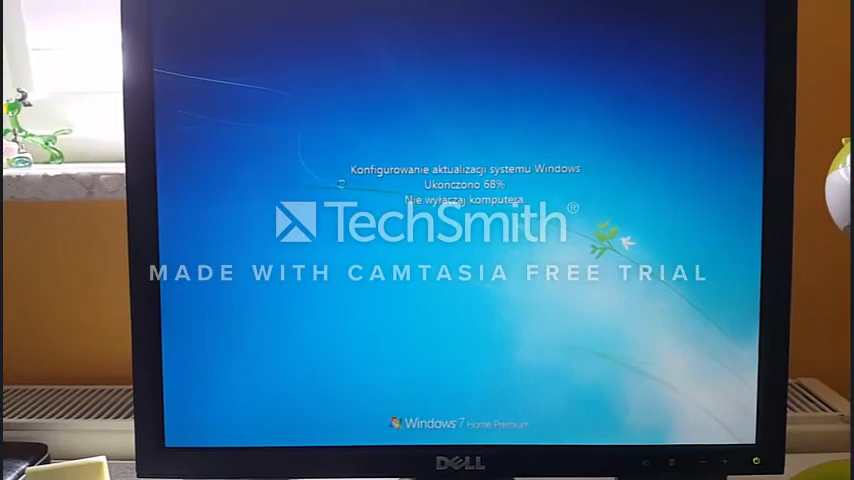 Konfigurowanie aktualizacji systemu Windows
Ukończono 68%
Nie wyłączaj komputera.
TechSmith®
MADE WITH CAMTASIA FREE TRIAL
Windows 7 Home Premium
DELL